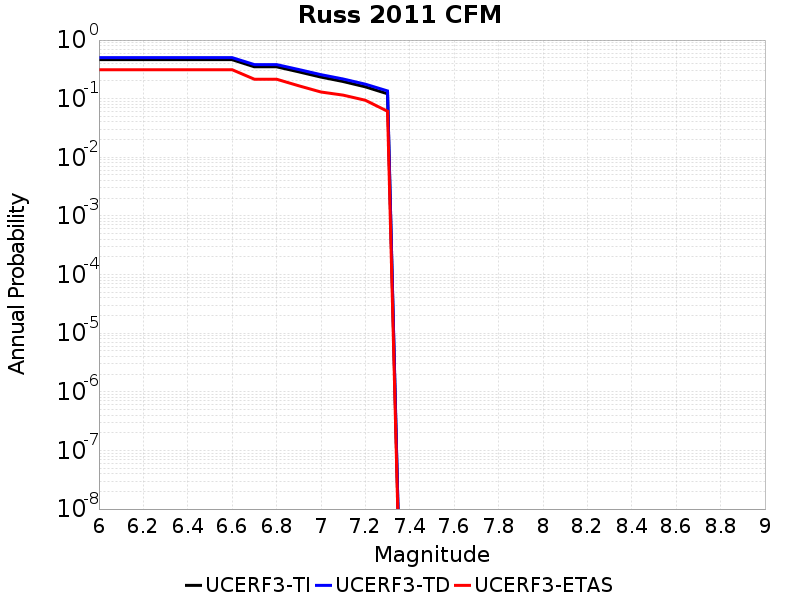 Russ 2011 CFM
Annual Probability
10^0
10^-1
10^-2
10^-3
10^-4
10^-5
10^-6
10^-7
10^-8
6 6.2 6.4 6.6 6.8 7 7.2 7.4 7.6 7.8 8 8.2 8.4 8.6 8.8 9
Magnitude
UCERF3-TI UCERF3-TD UCERF3-ETAS